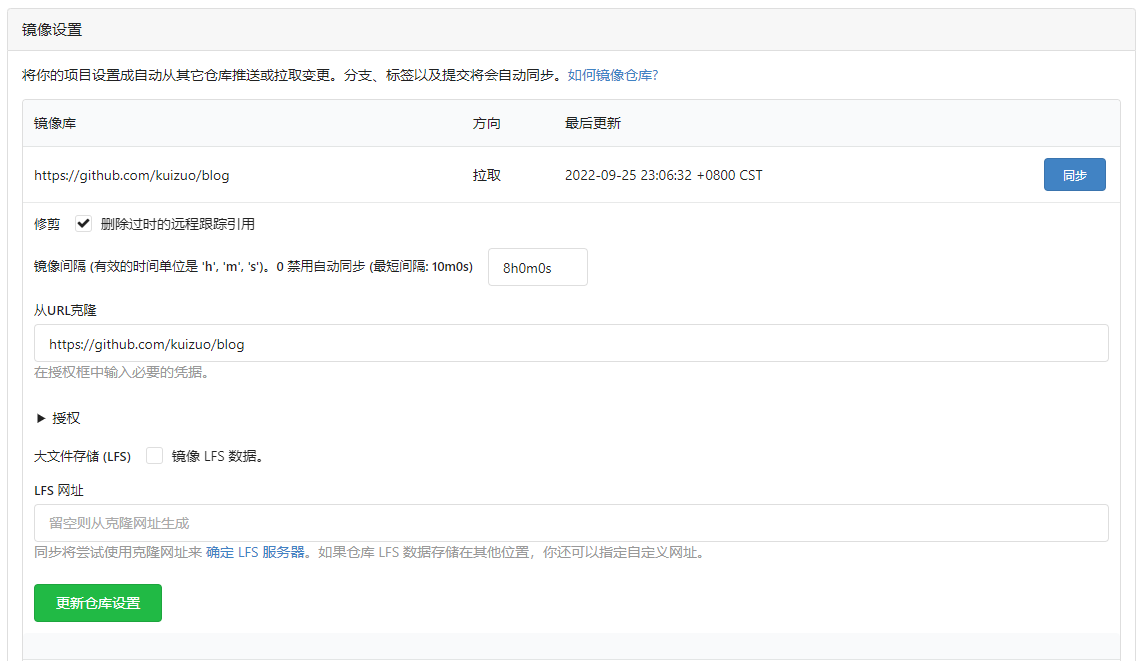 镜像设置
将你的项目设置成自动从其它仓库推送或拉取变更。分支、标签以及提交将会自动同步。如何镜像仓库?
镜像库 方向 最后更新
https://github.com/kuizuo/blog 拉取 2022-09-25 23:06:32 +0800 CST 同步
修剪 删除过时的远程跟踪引用
镜像间隔 (有效的时间单位是 'h', 'm', 's')。0 禁用自动同步 (最短间隔: 10m0s) 8h0m0s
从URL克隆
https://github.com/kuizuo/blog
在授权框中输入必要的凭据。
授权
大文件存储 (LFS) 镜像 LFS 数据。
LFS 网址
留空则从克隆网址生成
同步将尝试使用克隆网址来 确定 LFS 服务器。如果仓库 LFS 数据存储在其他位置，你还可以指定自定义网址。
更新仓库设置